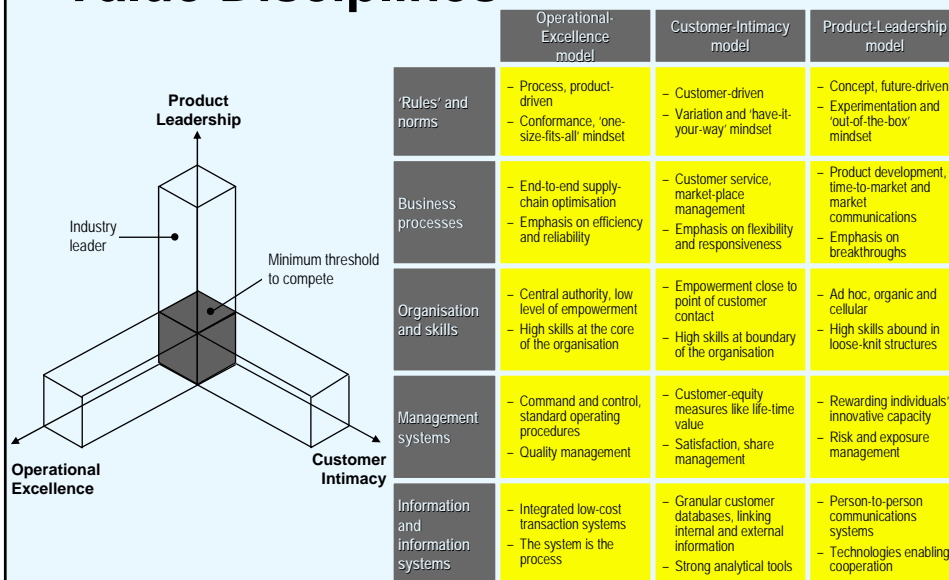 Value Disciplines
Product
Leadership
Industry
leader
Minimum threshold
to compete
Operational
Excellence
Customer
Intimacy
Operational-
Excellence
model
Customer-Intimacy
model
Product-Leadership
model
'Rules' and
norms
– Process, product-
driven
– Conformance, 'one-
size-fits-all' mindset
– Customer-driven
– Variation and 'have-it-
your-way' mindset
– Concept, future-driven
– Experimentation and
'out-of-the-box'
mindset
Business
processes
– End-to-end supply-
chain optimisation
– Emphasis on efficiency
and reliability
– Customer service,
market-place
management
– Emphasis on flexibility
and responsiveness
– Product development,
time-to-market and
market
communications
– Emphasis on
breakthroughs
Organisation
and skills
– Central authority, low
level of empowerment
– High skills at the core
of the organisation
– Empowerment close to
point of customer
contact
– High skills at boundary
of the organisation
– Ad hoc, organic and
cellular
– High skills abound in
loose-knit structures
Management
systems
– Command and control,
standard operating
procedures
– Quality management
– Customer-equity
measures like life-time
value
– Satisfaction, share
management
– Rewarding individuals'
innovative capacity
– Risk and exposure
management
Information
and
information
systems
– Integrated low-cost
transaction systems
– The system is the
process
– Granular customer
databases, linking
internal and external
information
– Strong analytical tools
– Person-to-person
communications
systems
– Technologies enabling
cooperation